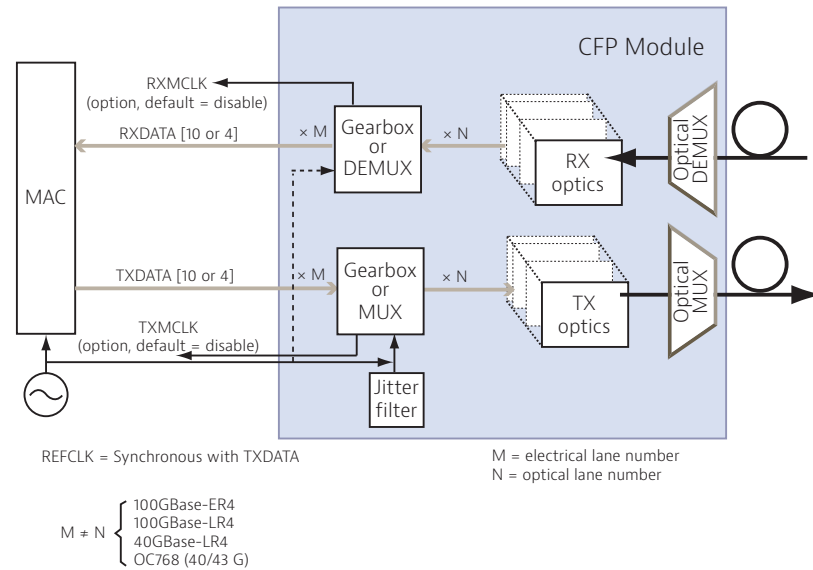 CFP Module
RXMCLK
(option, default = disable)
RXDATA [10 or 4]
× M
Gearbox
or
DEMUX
× N
RX
optics
Optical
DEMUX
MAC
TXDATA [10 or 4]
× M
Gearbox
or
MUX
× N
TX
optics
Optical
MUX
TXMCLK
(option, default = disable)
Jitter
filter
REFCLK = Synchronous with TXDATA
M = electrical lane number
N = optical lane number
M ≠ N
100GBase-ER4
100GBase-LR4
40GBase-LR4
OC768 (40/43 G)